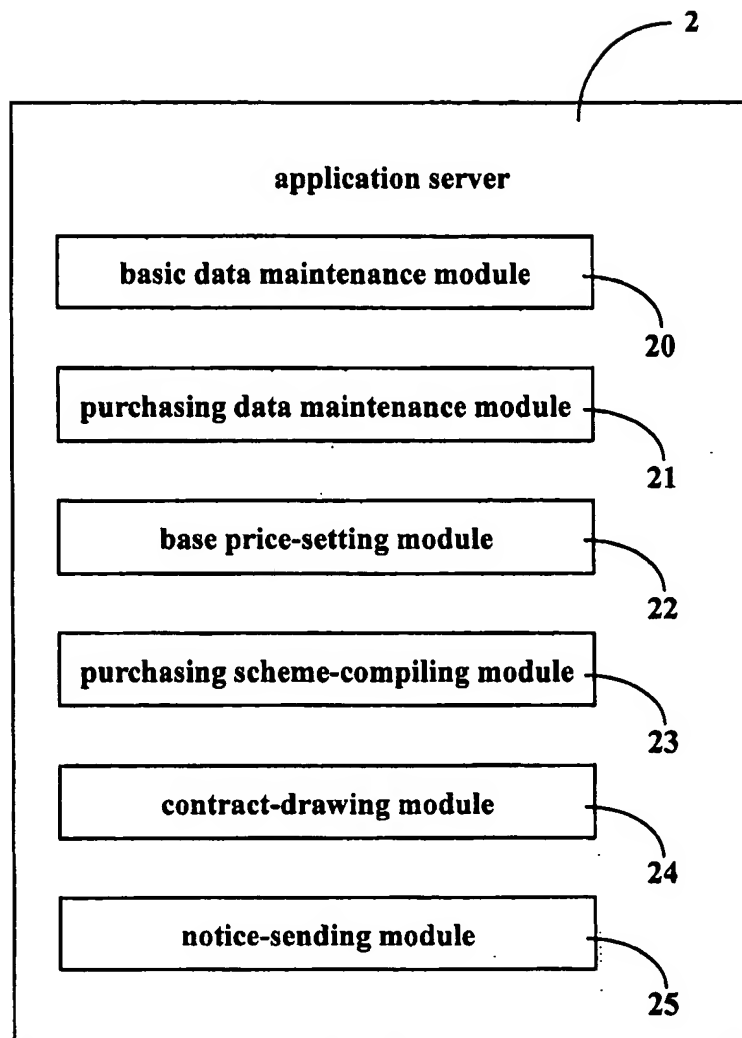 2
application server
basic data maintenance module
20
purchasing data maintenance module
21
base price-setting module
22
purchasing scheme-compiling module
23
contract-drawing module
24
notice-sending module
25